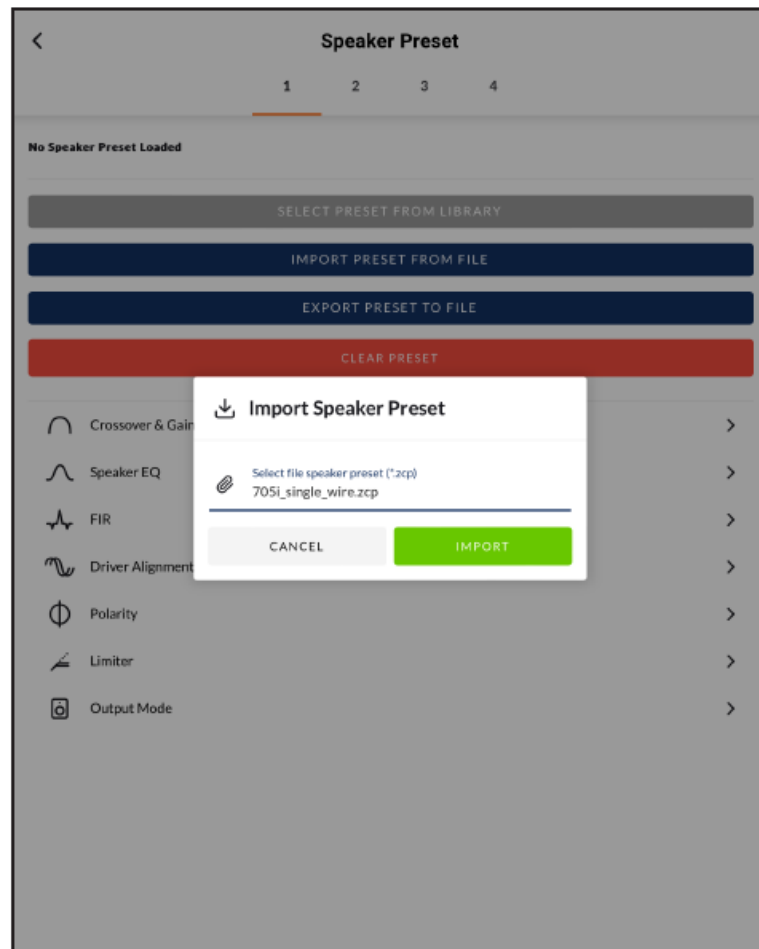 Speaker Preset
1 2 3 4
No Speaker Preset Loaded
SELECT PRESET FROM LIBRARY
IMPORT PRESET FROM FILE
EXPORT PRESET TO FILE
CLEAR PRESET
Import Speaker Preset
Select file speaker preset (*.zcp)
705i_single_wire.zcp
CANCEL IMPORT
Crossover & Gain
Speaker EQ
FIR
Driver Alignment
Polarity
Limiter
Output Mode